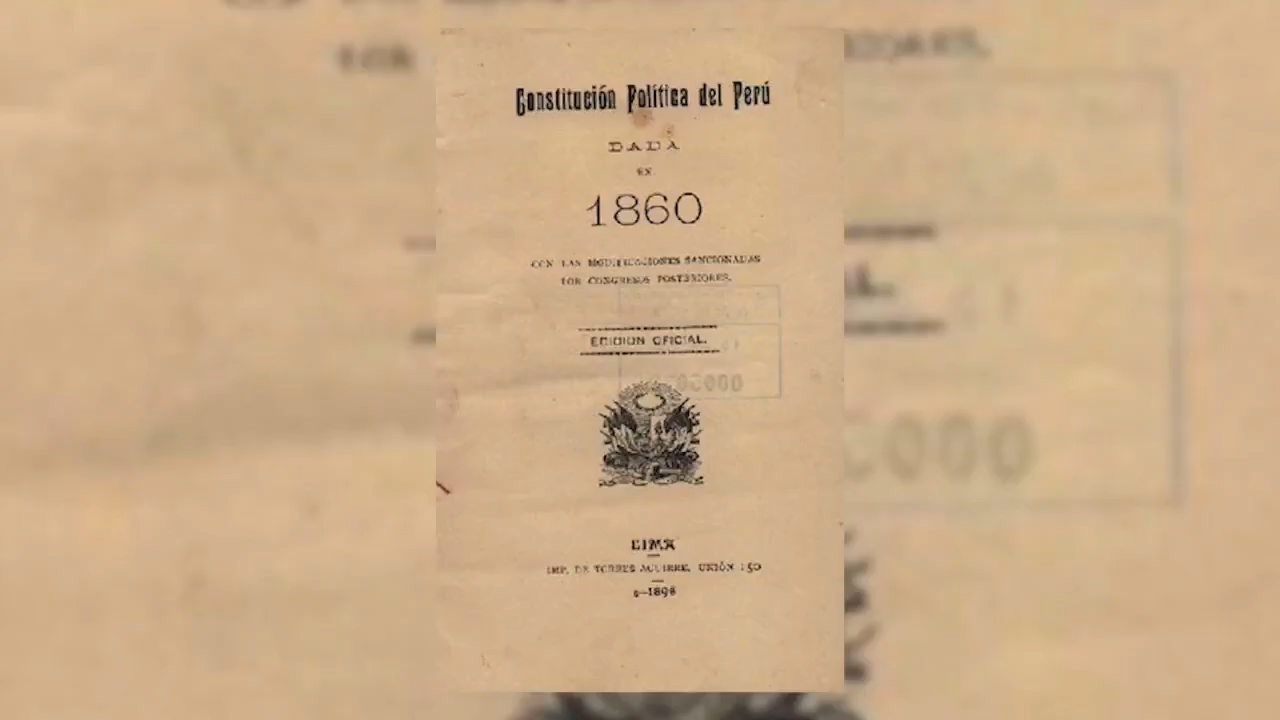 Constitución Política del Perú
DADA
EN
1860
CON LAS MODIFICACIONES SANCIONADAS
POR CONGRESOS POSTERIORES.
EDICION OFICIAL.
LIMA
IMP. DE TORRES AGUIRRE, UNIÓN 150
1898